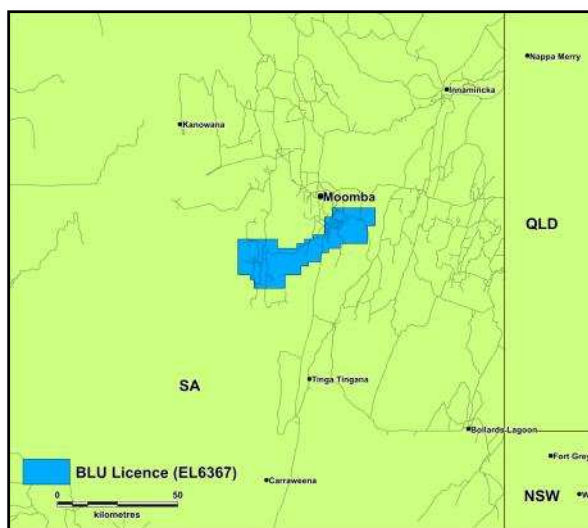 Nappa Merry
Innamincka
Kanowana
Moomba
QLD
SA
Tinga Tingana
Bollards Lagoon
BLU Licence (EL6367)
Fort Grey
Carraweena
NSW
W
0 50
kilometres